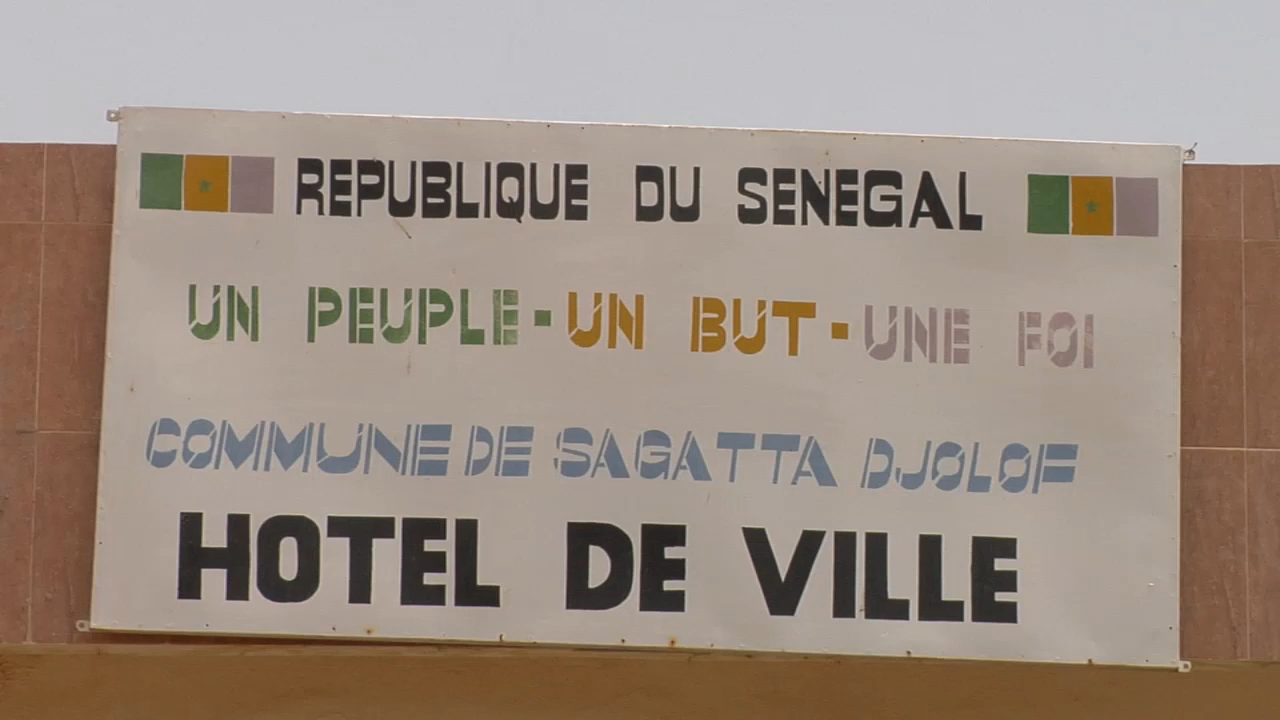 REPUBLIQUE DU SENEGAL
UN PEUPLE - UN BUT - UNE FOI
COMMUNE DE SAGATTA DJOLOF
HOTEL DE VILLE